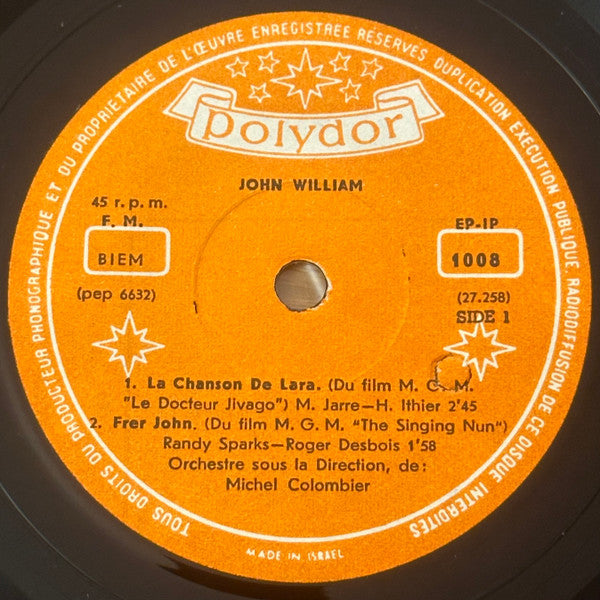 TOUS DROITS DU PRODUCTEUR PHONOGRAPHIQUE ET DU PROPRIETAIRE DE L'ŒUVRE ENREGISTREE RESERVES. DUPLICATION EXECUTION PUBLIQUE, RADIODIFFUSION DE CE DISQUE INTERDITES
polydor
JOHN WILLIAM
45 r. p. m.
F. M.
BIEM
(pep 6632)
EP-IP
1008
(27.258)
SIDE 1
1. La Chanson De Lara. (Du film M. G. M.
"Le Docteur Jivago") M. Jarre—H. Ithier 2'45
2. Frer John. (Du film M. G. M. "The Singing Nun")
Randy Sparks—Roger Desbois 1'58
Orchestre sous la Direction, de:
Michel Colombier
MADE IN ISRAEL